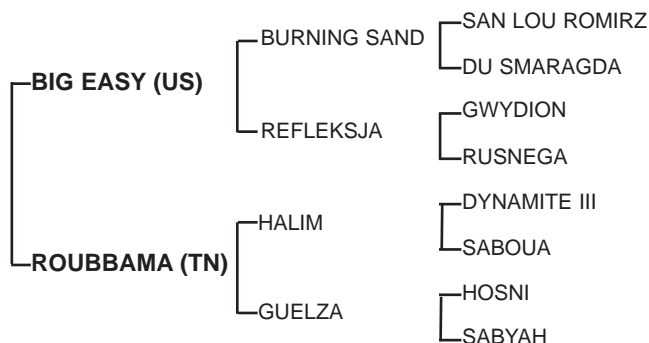 SAN LOU ROMIRZ
BURNING SAND
DU SMARAGDA
BIG EASY (US)
GWYDION
REFLEKSJA
RUSNEGA
DYNAMITE III
HALIM
SABOUA
ROUBBAMA (TN)
HOSNI
GUELZA
SABYAH